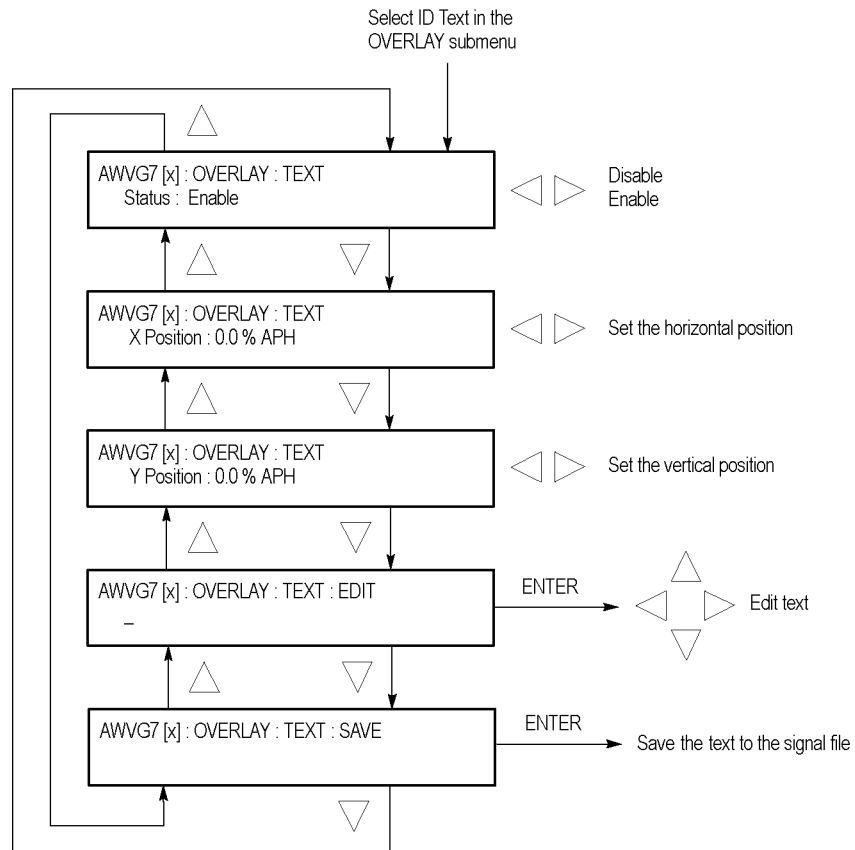 Select ID Text in the
OVERLAY submenu
AWVG7 [x] : OVERLAY : TEXT
Status : Enable
Disable
Enable
AWVG7 [x] : OVERLAY : TEXT
X Position : 0.0 % APH
Set the horizontal position
AWVG7 [x] : OVERLAY : TEXT
Y Position : 0.0 % APH
Set the vertical position
AWVG7 [x] : OVERLAY : TEXT : EDIT
_
ENTER
Edit text
AWVG7 [x] : OVERLAY : TEXT : SAVE
ENTER
Save the text to the signal file